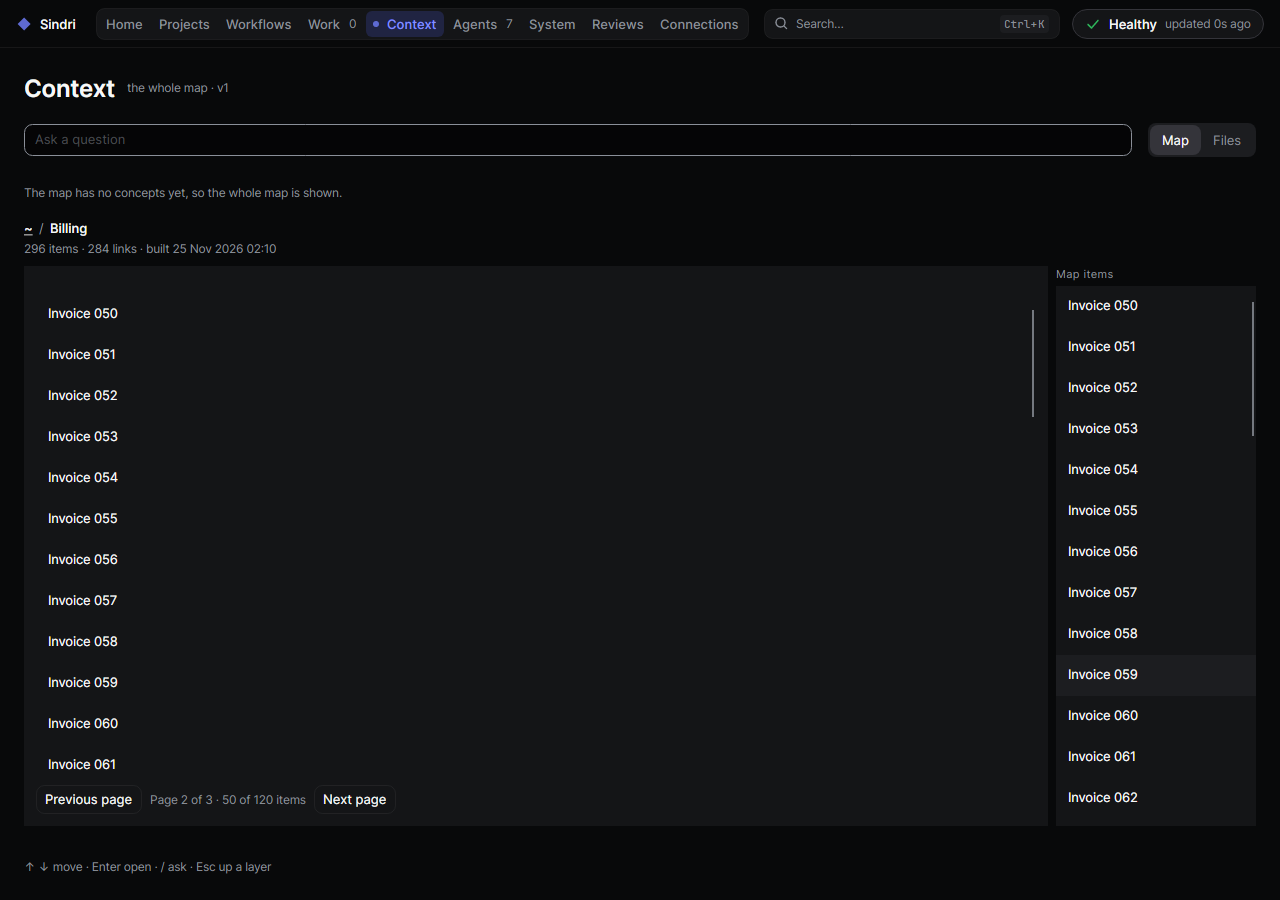 Sindri
Home Projects Workflows Work 0 Context Agents 7 System Reviews Connections
Search... Ctrl+K
Healthy updated 0s ago
Context the whole map · v1
Ask a question
Map Files
The map has no concepts yet, so the whole map is shown.
~ / Billing
296 items · 284 links · built 25 Nov 2026 02:10
Invoice 050
Invoice 051
Invoice 052
Invoice 053
Invoice 054
Invoice 055
Invoice 056
Invoice 057
Invoice 058
Invoice 059
Invoice 060
Invoice 061
Previous page Page 2 of 3 · 50 of 120 items Next page
Map items
Invoice 050
Invoice 051
Invoice 052
Invoice 053
Invoice 054
Invoice 055
Invoice 056
Invoice 057
Invoice 058
Invoice 059
Invoice 060
Invoice 061
Invoice 062
↑ ↓ move · Enter open · / ask · Esc up a layer